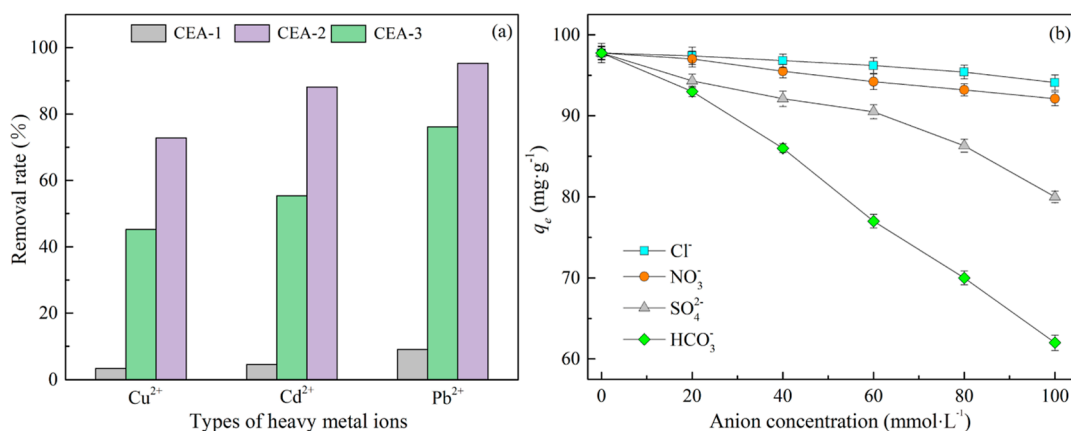 CEA-1 CEA-2 CEA-3 (a)
100
80
60
40
20
0
Removal rate (%)
Cu²⁺ Cd²⁺ Pb²⁺
Types of heavy metal ions
(b)
100
90
80
70
60
qₑ (mg·g⁻¹)
Cl⁻
NO₃⁻
SO₄²⁻
HCO₃⁻
0 20 40 60 80 100
Anion concentration (mmol·L⁻¹)